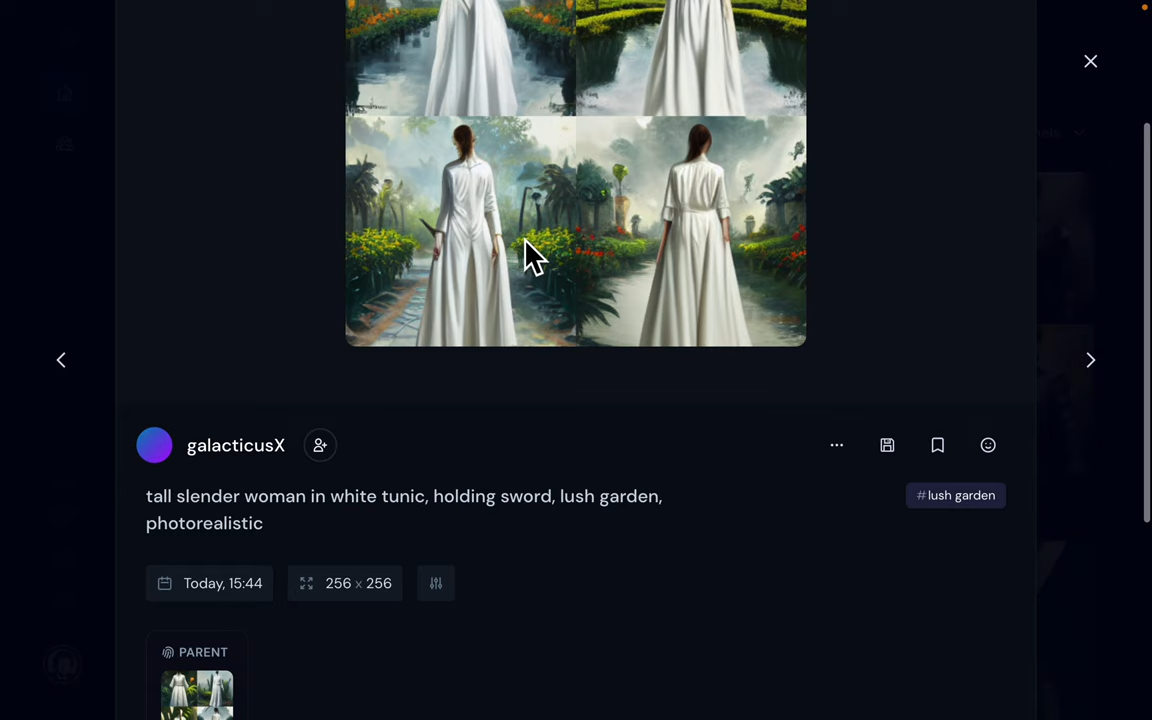 galacticusX
tall slender woman in white tunic, holding sword, lush garden,
photorealistic
#lush garden
Today, 15:44
256 x 256
PARENT